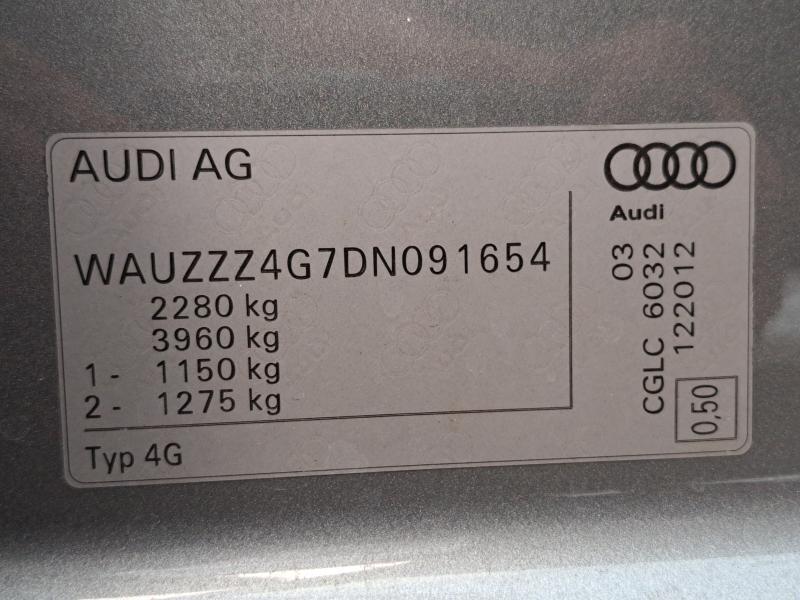 AUDI AG
Audi
WAUZZZ4G7DN091654
2280 kg
3960 kg
1 - 1150 kg
2 - 1275 kg
Typ 4G
03
CGLC 6032
122012
0,50